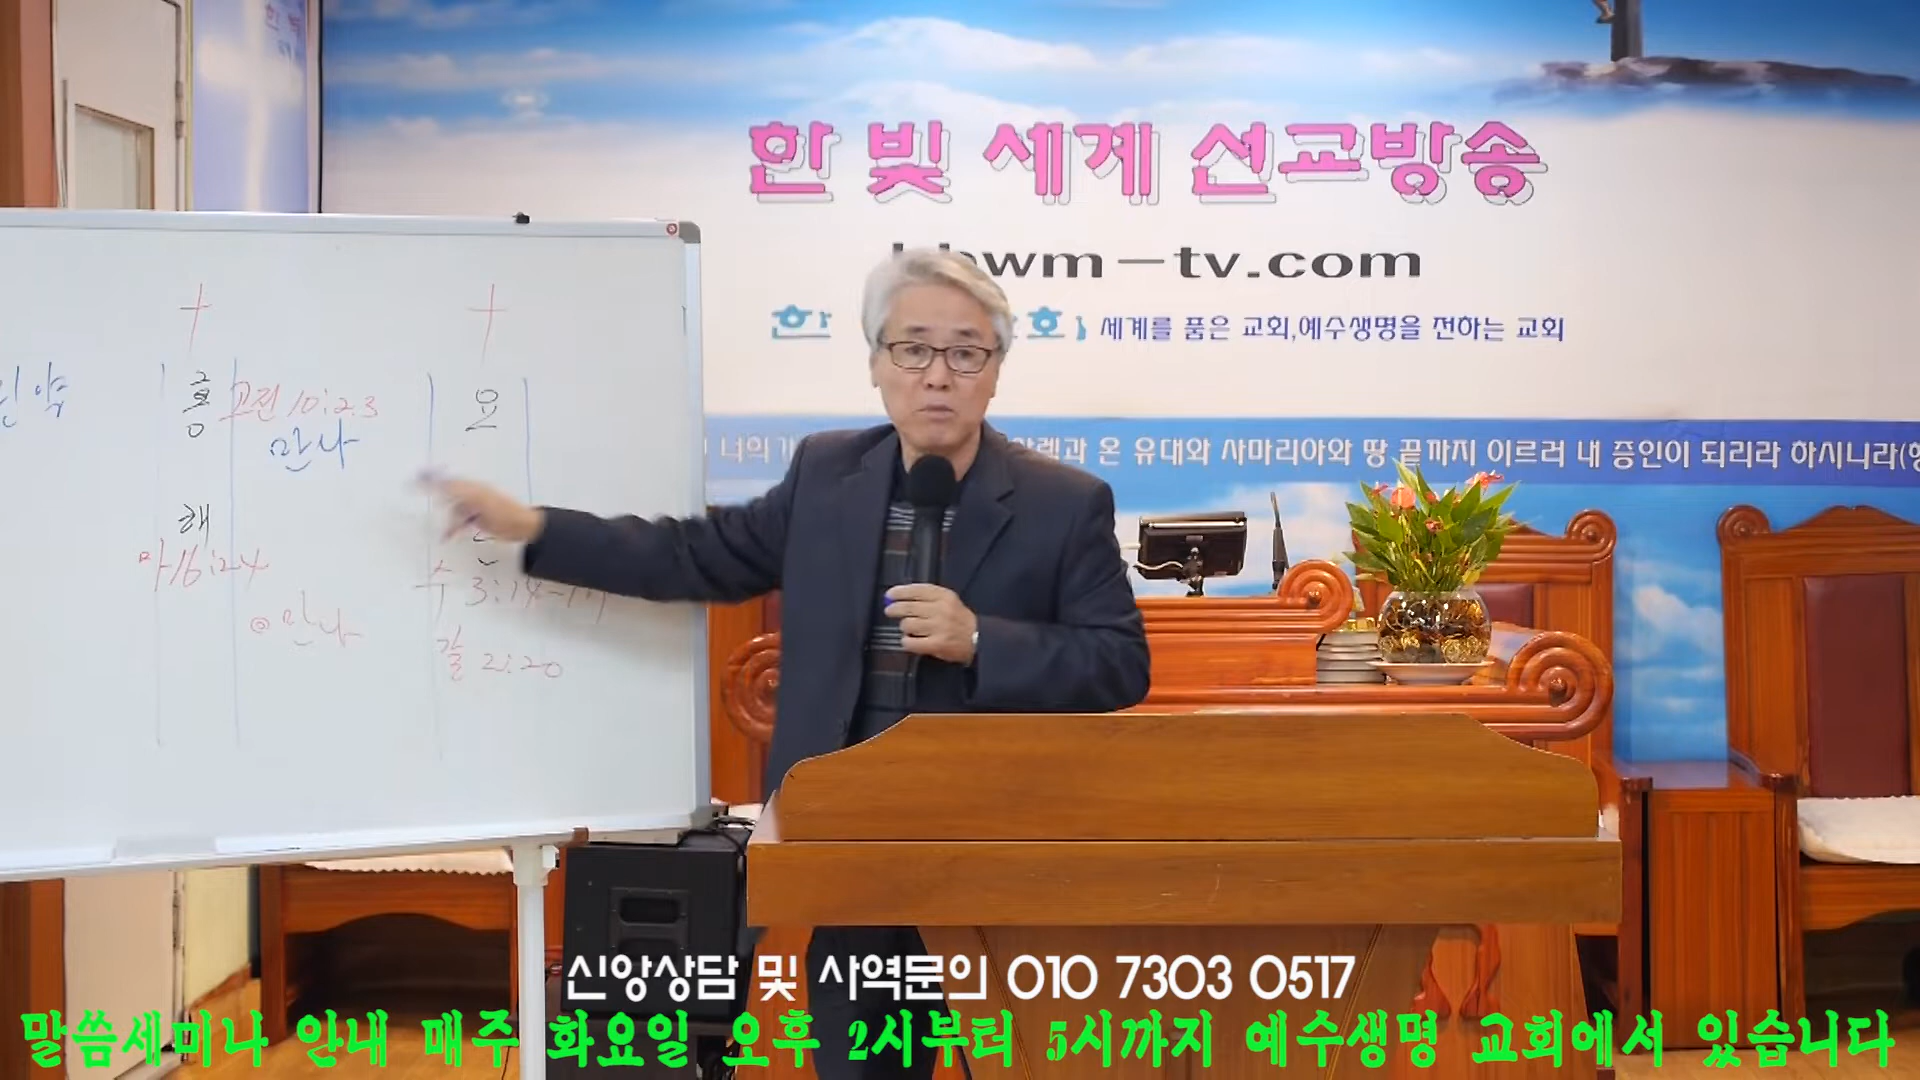 한빛 세계 선교방송
wm-tv.com
세계를 품은 교회,예수생명을 전하는 교회
너의
렘과 온 유대와 사마리아와 땅 끝까지 이르러 내 증인이 되리라 하시니라(행
약
홍
고전 10:2.3
만나
해
마16:24
◎만나
요
수 3:14-17
갈 2:20
신앙상담 및 사역문의 010 7303 0517
말씀세미나 안내 매주 화요일 오후 2시부터 5시까지 예수생명 교회에서 있습니다